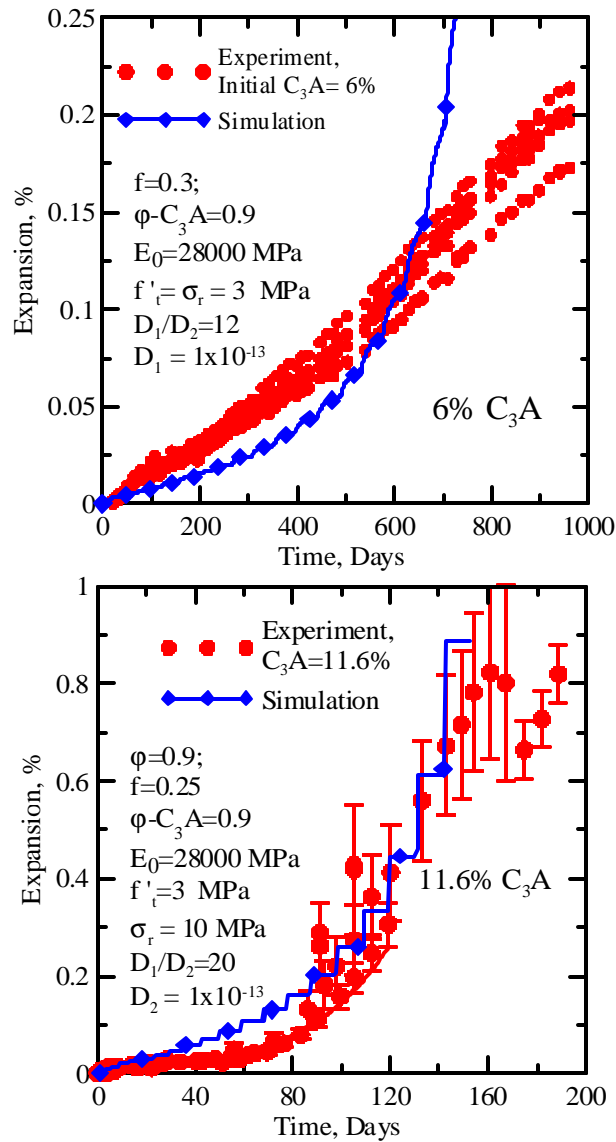 0.25
0.2
0.15
0.1
0.05
0
Expansion, %
Experiment,
Initial C₃A= 6%
Simulation
f=0.3;
φ-C₃A=0.9
E₀=28000 MPa
f 'ₜ= σᵣ = 3 MPa
D₁/D₂=12
D₁ = 1x10⁻¹³
6% C₃A
0 200 400 600 800 1000
Time, Days
1
0.8
0.6
0.4
0.2
0
Expansion, %
Experiment,
C₃A=11.6%
Simulation
φ=0.9;
f=0.25
φ-C₃A=0.9
E₀=28000 MPa
f 'ₜ=3 MPa
σᵣ = 10 MPa
D₁/D₂=20
D₂ = 1x10⁻¹³
11.6% C₃A
0 40 80 120 160 200
Time, Days